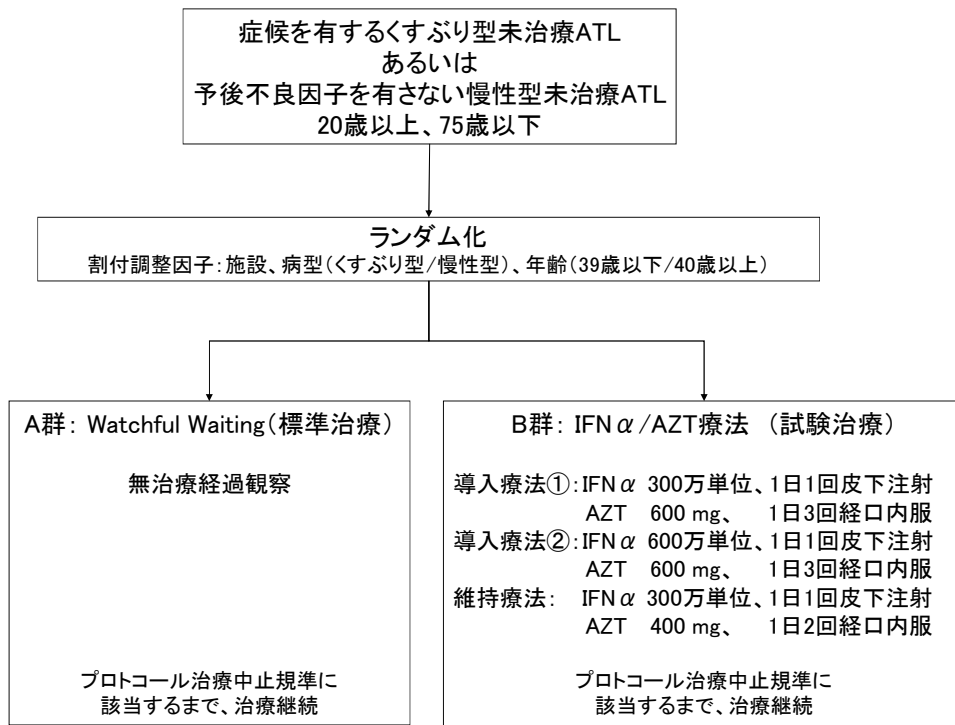 症候を有するくすぶり型未治療ATL
あるいは
予後不良因子を有さない慢性型未治療ATL
20歳以上、75歳以下
ランダム化
割付調整因子：施設、病型（くすぶり型/慢性型）、年齢（39歳以下/40歳以上）
A群： Watchful Waiting（標準治療）
無治療経過観察
プロトコール治療中止規準に
該当するまで、治療継続
B群： IFNα/AZT療法 （試験治療）
導入療法①：IFNα 300万単位、1日1回皮下注射
AZT 600 mg、 1日3回経口内服
導入療法②：IFNα 600万単位、1日1回皮下注射
AZT 600 mg、 1日3回経口内服
維持療法： IFNα 300万単位、1日1回皮下注射
AZT 400 mg、 1日2回経口内服
プロトコール治療中止規準に
該当するまで、治療継続